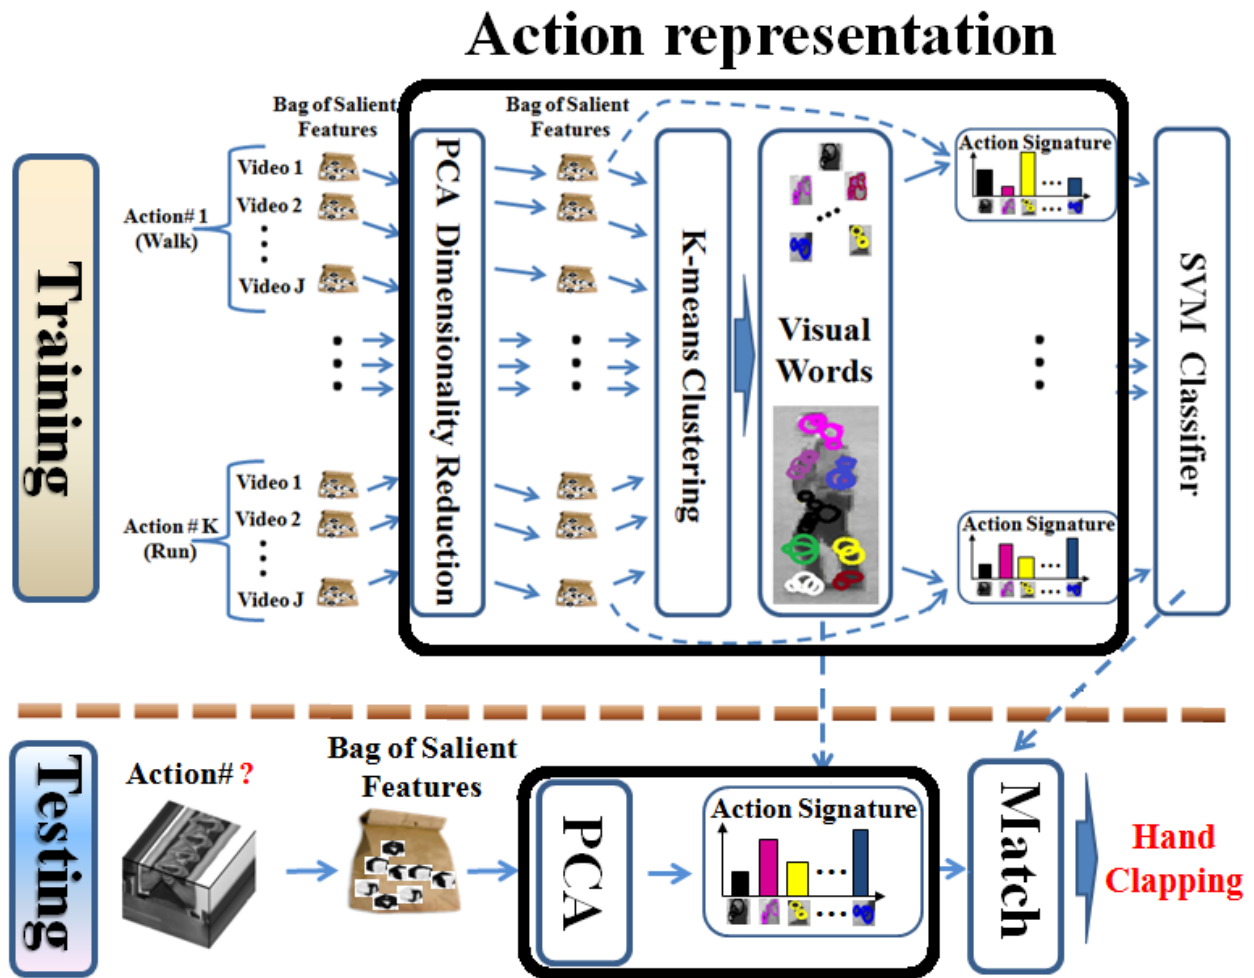 Action representation
Bag of Salient
Features
Bag of Salient
Features
Training
Action# 1
(Walk)
Video 1
Video 2
Video J
Action # K
(Run)
Video 1
Video 2
Video J
PCA Dimensionality Reduction
K-means Clustering
Visual
Words
Action Signature
Action Signature
SVM Classifier
Testing
Action# ?
Bag of Salient
Features
PCA
Action Signature
Match
Hand
Clapping